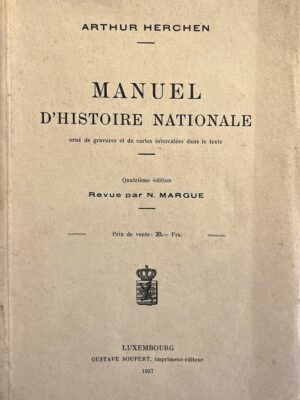 ARTHUR HERCHEN
MANUEL
D'HISTOIRE NATIONALE
orné de gravures et de cartes intercalées dans le texte
Quatrième édition
Revue par N. MARGUE
Prix de vente : 20,— Frs.
LUXEMBOURG
GUSTAVE SOUPERT, imprimeur-éditeur
1937